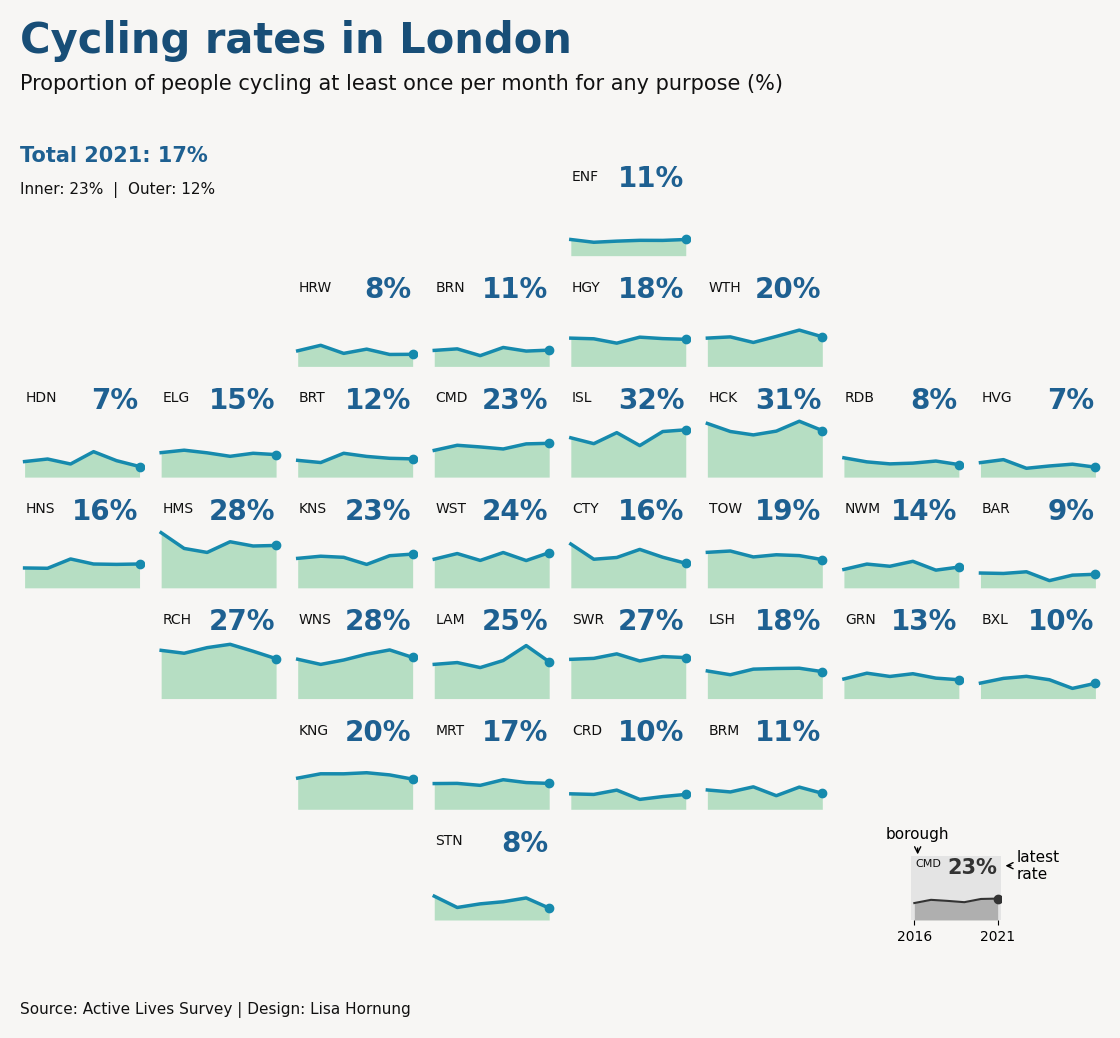 Cycling rates in London
Proportion of people cycling at least once per month for any purpose (%)
Total 2021: 17%
Inner: 23% | Outer: 12%
ENF 11%
HRW 8% BRN 11% HGY 18% WTH 20%
HDN 7% ELG 15% BRT 12% CMD 23% ISL 32% HCK 31% RDB 8% HVG 7%
HNS 16% HMS 28% KNS 23% WST 24% CTY 16% TOW 19% NWM 14% BAR 9%
RCH 27% WNS 28% LAM 25% SWR 27% LSH 18% GRN 13% BXL 10%
KNG 20% MRT 17% CRD 10% BRM 11%
STN 8%
borough
CMD 23% latest
rate
2016 2021
Source: Active Lives Survey | Design: Lisa Hornung